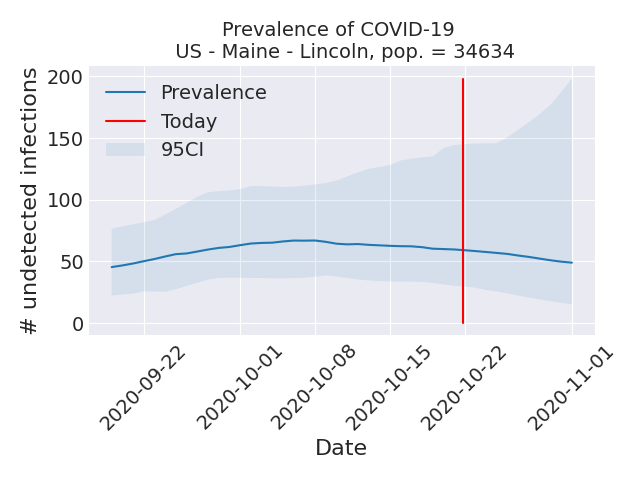 Prevalence of COVID-19
US - Maine - Lincoln, pop. = 34634
# undetected infections
200
150
100
50
0
Prevalence
Today
95CI
2020-09-22
2020-10-01
2020-10-08
2020-10-15
2020-10-22
2020-11-01
Date